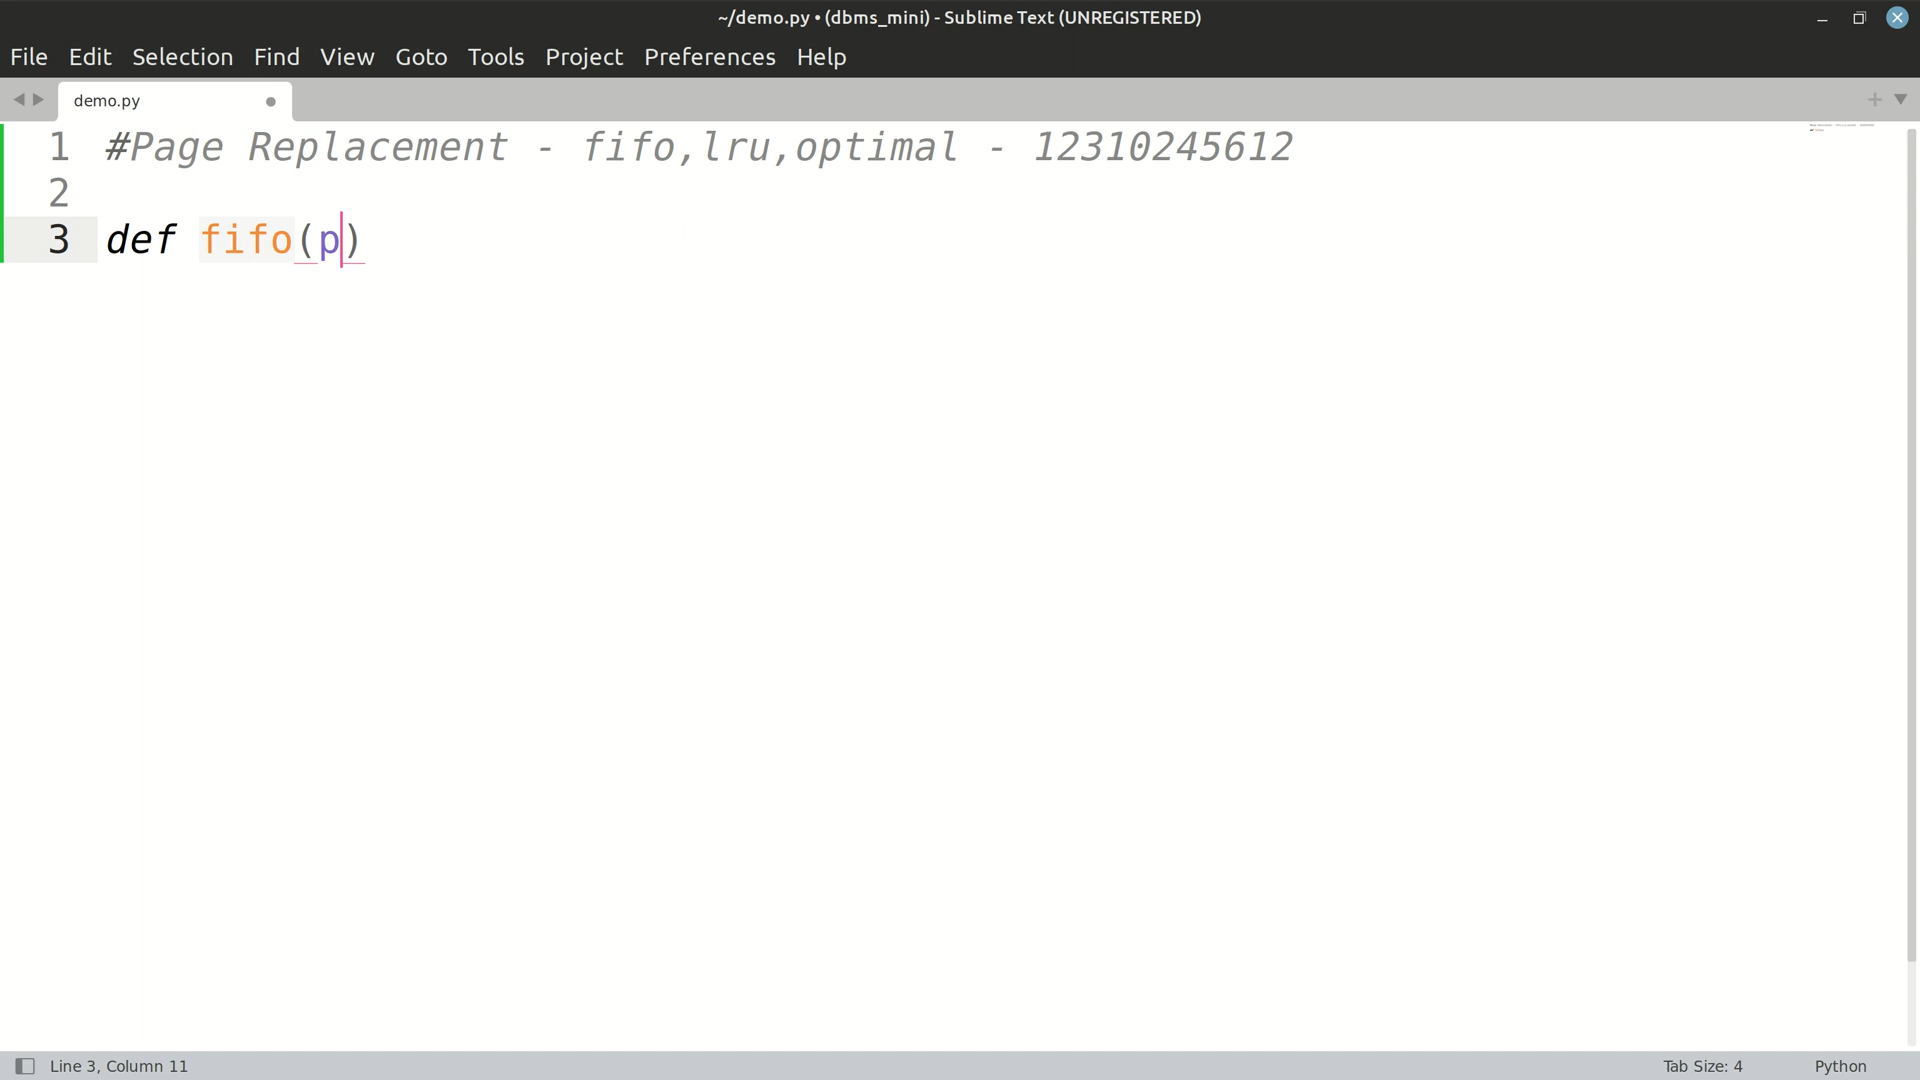 ~/demo.py • (dbms_mini) - Sublime Text (UNREGISTERED)
File Edit Selection Find View Goto Tools Project Preferences Help
demo.py
1 #Page Replacement - fifo,lru,optimal - 12310245612
2
3 def fifo(p)
Line 3, Column 11 Tab Size: 4 Python